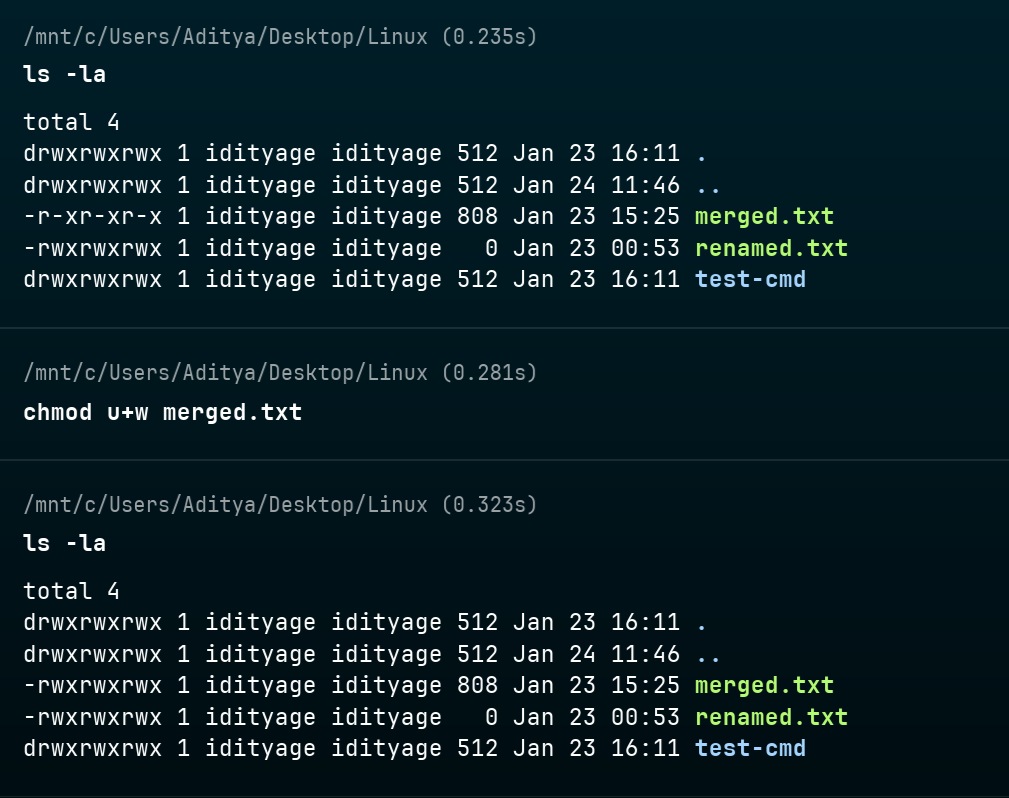 /mnt/c/Users/Aditya/Desktop/Linux (0.235s)
ls -la
total 4
drwxrwxrwx 1 idityage idityage 512 Jan 23 16:11 .
drwxrwxrwx 1 idityage idityage 512 Jan 24 11:46 ..
-r-xr-xr-x 1 idityage idityage 808 Jan 23 15:25 merged.txt
-rwxrwxrwx 1 idityage idityage   0 Jan 23 00:53 renamed.txt
drwxrwxrwx 1 idityage idityage 512 Jan 23 16:11 test-cmd
/mnt/c/Users/Aditya/Desktop/Linux (0.281s)
chmod u+w merged.txt
/mnt/c/Users/Aditya/Desktop/Linux (0.323s)
ls -la
total 4
drwxrwxrwx 1 idityage idityage 512 Jan 23 16:11 .
drwxrwxrwx 1 idityage idityage 512 Jan 24 11:46 ..
-rwxrwxrwx 1 idityage idityage 808 Jan 23 15:25 merged.txt
-rwxrwxrwx 1 idityage idityage   0 Jan 23 00:53 renamed.txt
drwxrwxrwx 1 idityage idityage 512 Jan 23 16:11 test-cmd